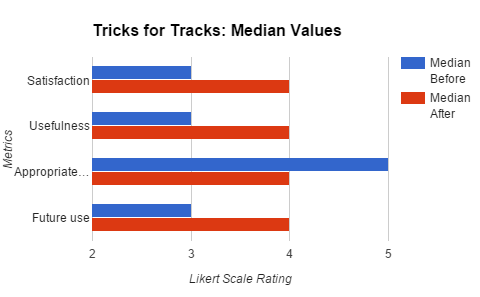 Tricks for Tracks: Median Values
Median
Before
Median
After
Satisfaction
Usefulness
Appropriate...
Future use
Metrics
2 3 4 5
Likert Scale Rating